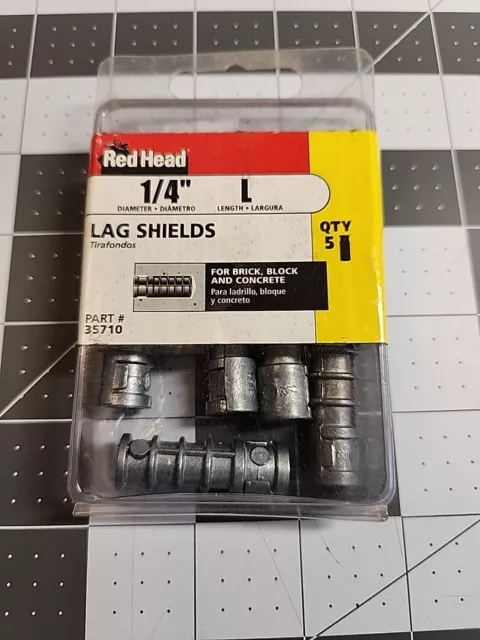 Red Head
1/4" L
DIAMETER • DIÁMETRO LENGTH • LARGURA
LAG SHIELDS
Tirafondos
QTY
5
FOR BRICK, BLOCK
AND CONCRETE
Para ladrillo, bloque
y concreto
PART #
35710